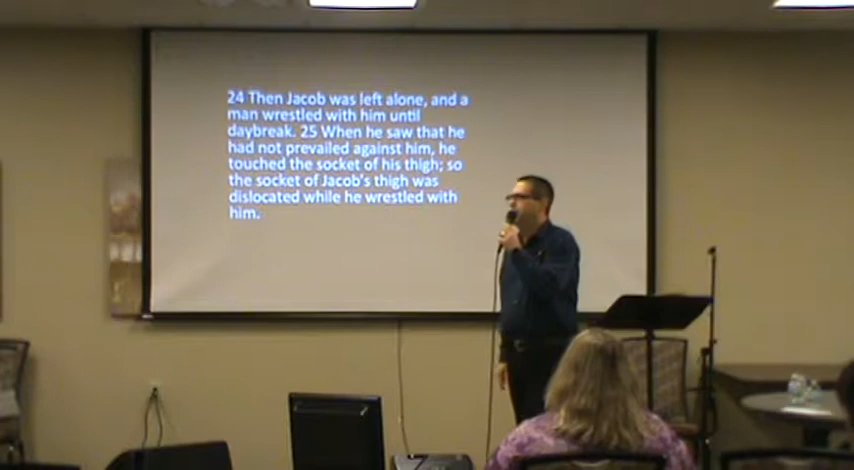 24 Then Jacob was left alone, and a
man wrestled with him until
daybreak. 25 When he saw that he
had not prevailed against him, he
touched the socket of his thigh; so
the socket of Jacob's thigh was
dislocated while he wrestled with
him.